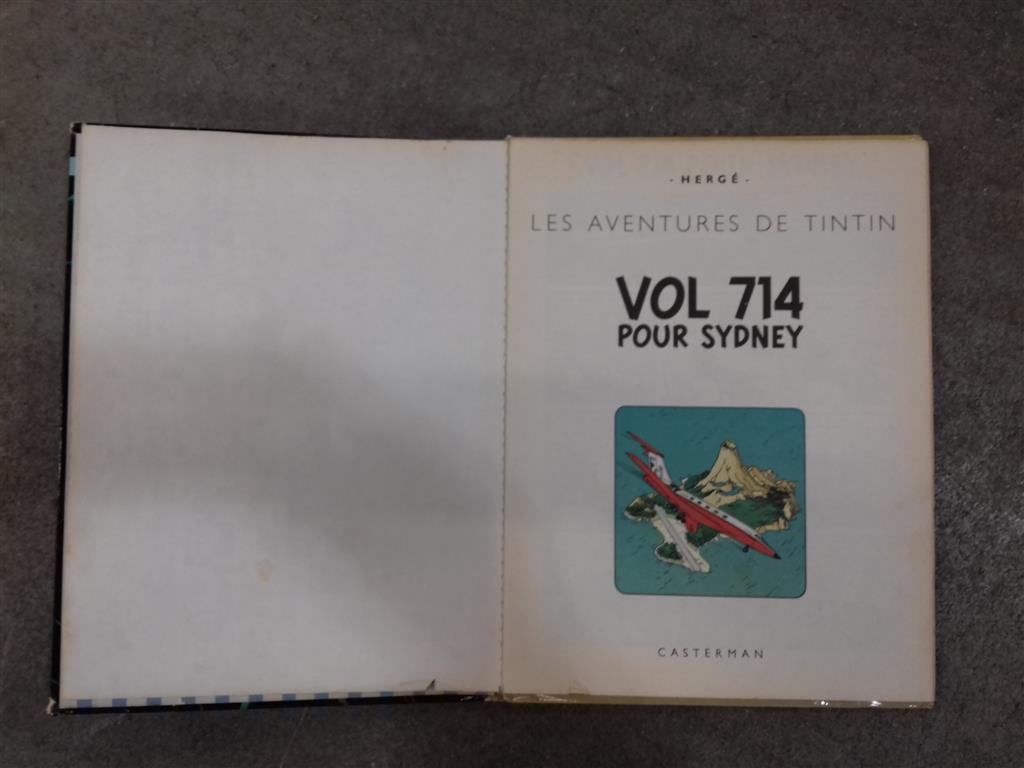 - HERGÉ -
LES AVENTURES DE TINTIN
VOL 714
POUR SYDNEY
CASTERMAN